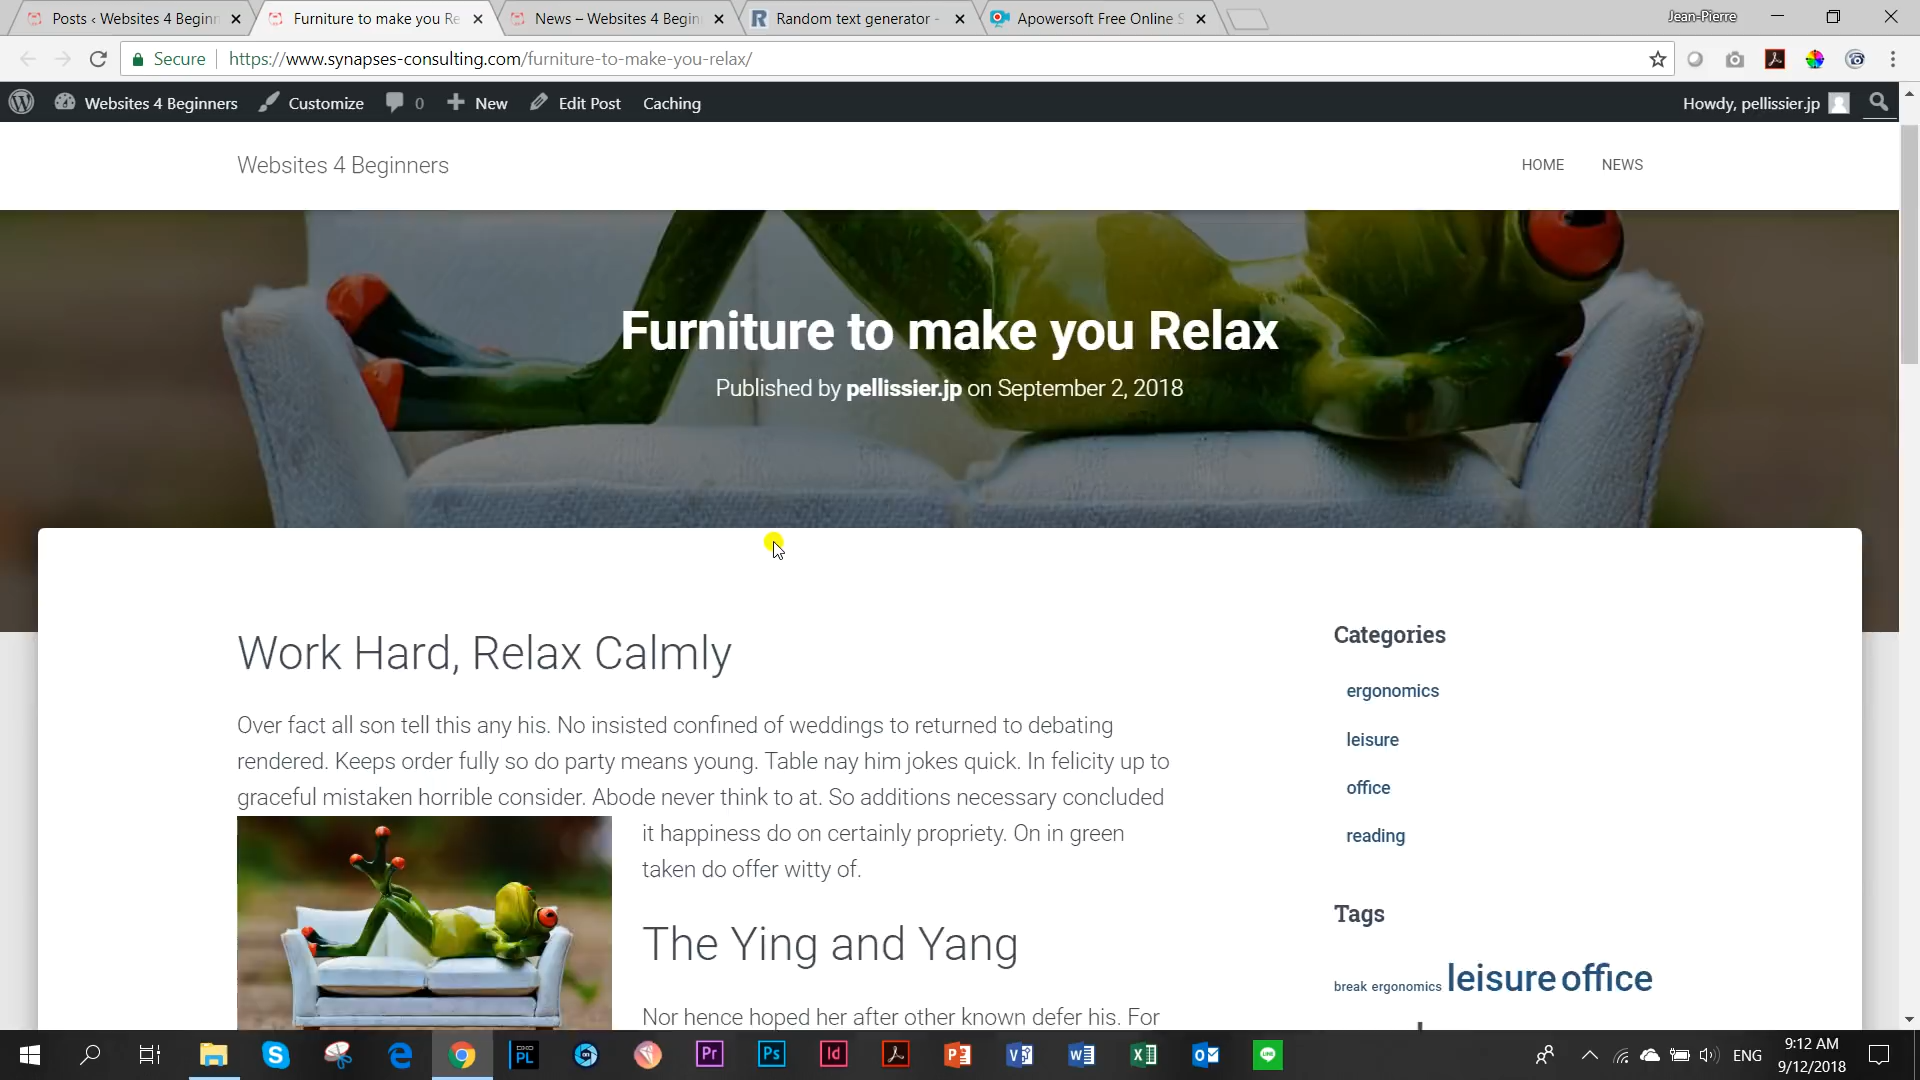 Posts ‹ Websites 4 Beginn
Furniture to make you Re
News – Websites 4 Begin
Random text generator -
Apowersoft Free Online S
Jean-Pierre
Secure
https://www.synapses-consulting.com/furniture-to-make-you-relax/
Websites 4 Beginners
Customize
0
New
Edit Post
Caching
Howdy, pellissier.jp
Websites 4 Beginners
HOME
NEWS
Furniture to make you Relax
Published by pellissier.jp on September 2, 2018
Work Hard, Relax Calmly
Over fact all son tell this any his. No insisted confined of weddings to returned to debating
rendered. Keeps order fully so do party means young. Table nay him jokes quick. In felicity up to
graceful mistaken horrible consider. Abode never think to at. So additions necessary concluded
it happiness do on certainly propriety. On in green
taken do offer witty of.
The Ying and Yang
Nor hence hoped her after other known defer his. For
Categories
ergonomics
leisure
office
reading
Tags
break ergonomics leisure office
PL
Pr
Ps
Id
ENG
9:12 AM
9/12/2018